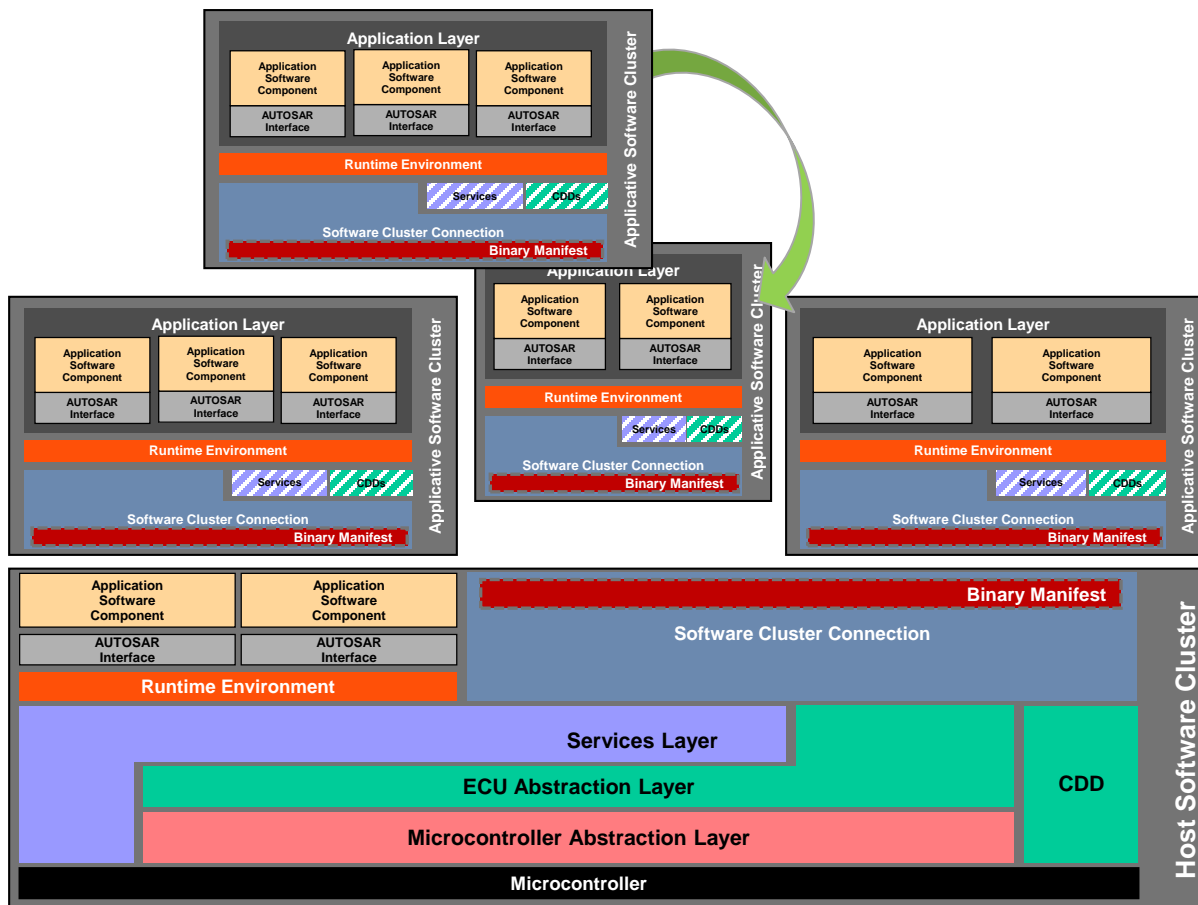 Application Layer
Application
Software
Component
Application
Software
Component
Application
Software
Component
AUTOSAR
Interface
AUTOSAR
Interface
AUTOSAR
Interface
Runtime Environment
Services
CDDs
Software Cluster Connection
Binary Manifest
Applicative Software Cluster
Application Layer
Application
Software
Component
Application
Software
Component
AUTOSAR
Interface
AUTOSAR
Interface
Runtime Environment
Services
CDDs
Software Cluster Connection
Binary Manifest
Applicative Software Cluster
Application Layer
Application
Software
Component
Application
Software
Component
Application
Software
Component
AUTOSAR
Interface
AUTOSAR
Interface
AUTOSAR
Interface
Runtime Environment
Services
CDDs
Software Cluster Connection
Binary Manifest
Applicative Software Cluster
Application Layer
Application
Software
Component
Application
Software
Component
AUTOSAR
Interface
AUTOSAR
Interface
Runtime Environment
Services
CDDs
Software Cluster Connection
Binary Manifest
Applicative Software Cluster
Application
Software
Component
Application
Software
Component
AUTOSAR
Interface
AUTOSAR
Interface
Runtime Environment
Binary Manifest
Software Cluster Connection
Services Layer
ECU Abstraction Layer
CDD
Microcontroller Abstraction Layer
Microcontroller
Host Software Cluster